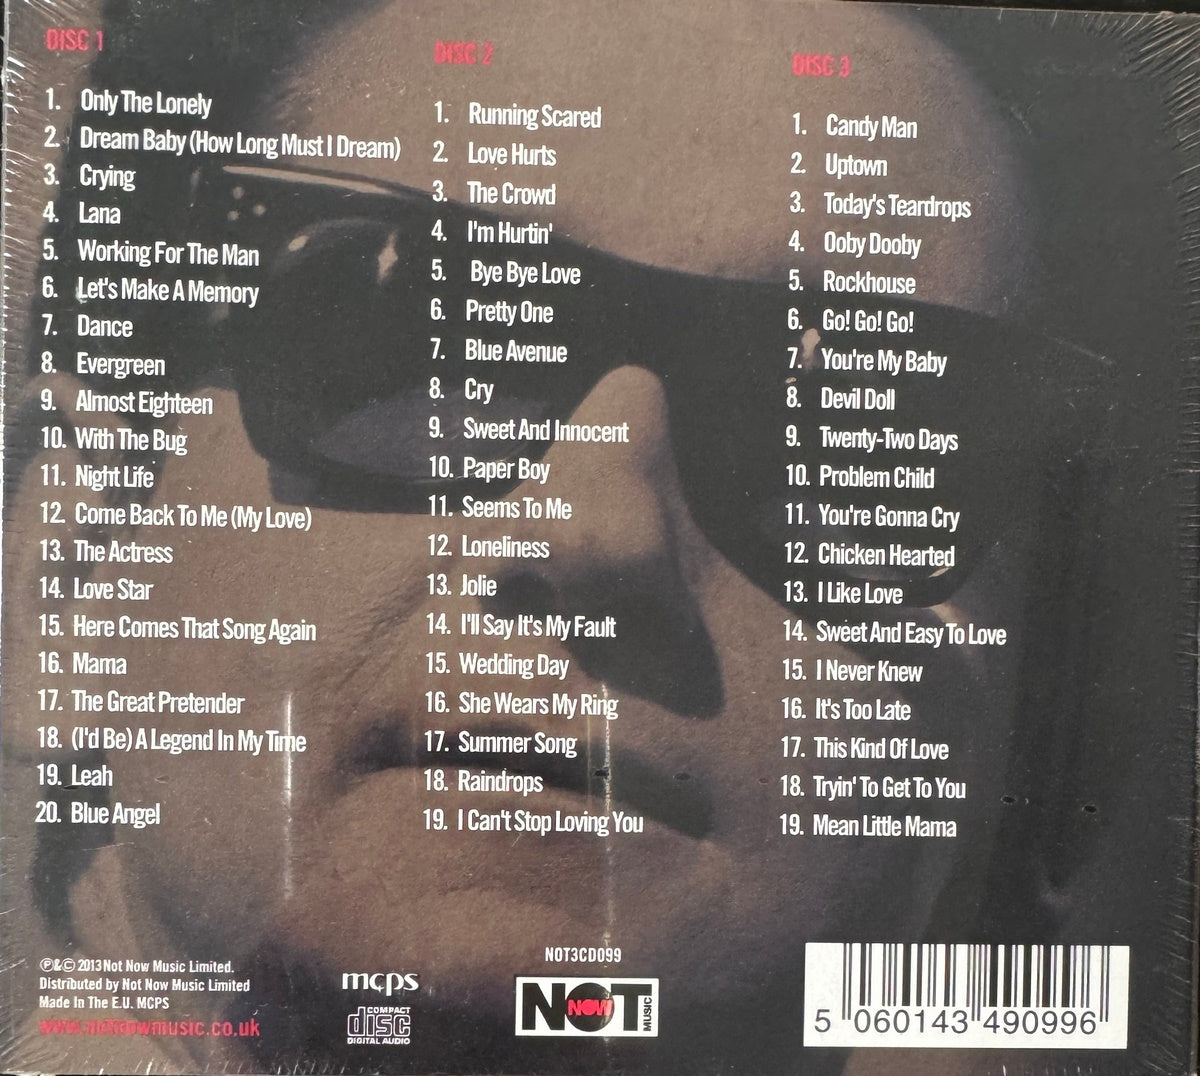 DISC 1
1. Only The Lonely
2. Dream Baby (How Long Must I Dream)
3. Crying
4. Lana
5. Working For The Man
6. Let's Make A Memory
7. Dance
8. Evergreen
9. Almost Eighteen
10. With The Bug
11. Night Life
12. Come Back To Me (My Love)
13. The Actress
14. Love Star
15. Here Comes That Song Again
16. Mama
17. The Great Pretender
18. (I'd Be) A Legend In My Time
19. Leah
20. Blue Angel
DISC 2
1. Running Scared
2. Love Hurts
3. The Crowd
4. I'm Hurtin'
5. Bye Bye Love
6. Pretty One
7. Blue Avenue
8. Cry
9. Sweet And Innocent
10. Paper Boy
11. Seems To Me
12. Loneliness
13. Jolie
14. I'll Say It's My Fault
15. Wedding Day
16. She Wears My Ring
17. Summer Song
18. Raindrops
19. I Can't Stop Loving You
DISC 3
1. Candy Man
2. Uptown
3. Today's Teardrops
4. Ooby Dooby
5. Rockhouse
6. Go! Go! Go!
7. You're My Baby
8. Devil Doll
9. Twenty-Two Days
10. Problem Child
11. You're Gonna Cry
12. Chicken Hearted
13. I Like Love
14. Sweet And Easy To Love
15. I Never Knew
16. It's Too Late
17. This Kind Of Love
18. Tryin' To Get To You
19. Mean Little Mama
℗&© 2013 Not Now Music Limited.
Distributed by Not Now Music Limited
Made In The E.U. MCPS
www.notnowmusic.co.uk
mcps
COMPACT
disc
DIGITAL AUDIO
NOT3CD099
NOT NOW MUSIC
5 060143 490996